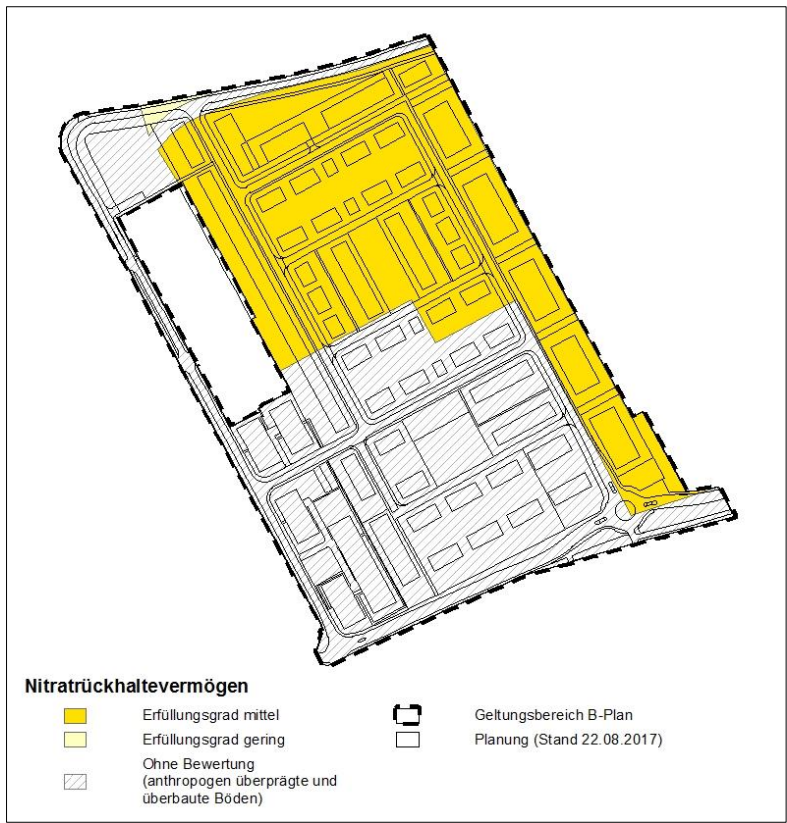 Nitratrückhaltevermögen
Erfüllungsgrad mittel
Erfüllungsgrad gering
Ohne Bewertung
(anthropogen überprägte und
überbaute Böden)
Geltungsbereich B-Plan
Planung (Stand 22.08.2017)